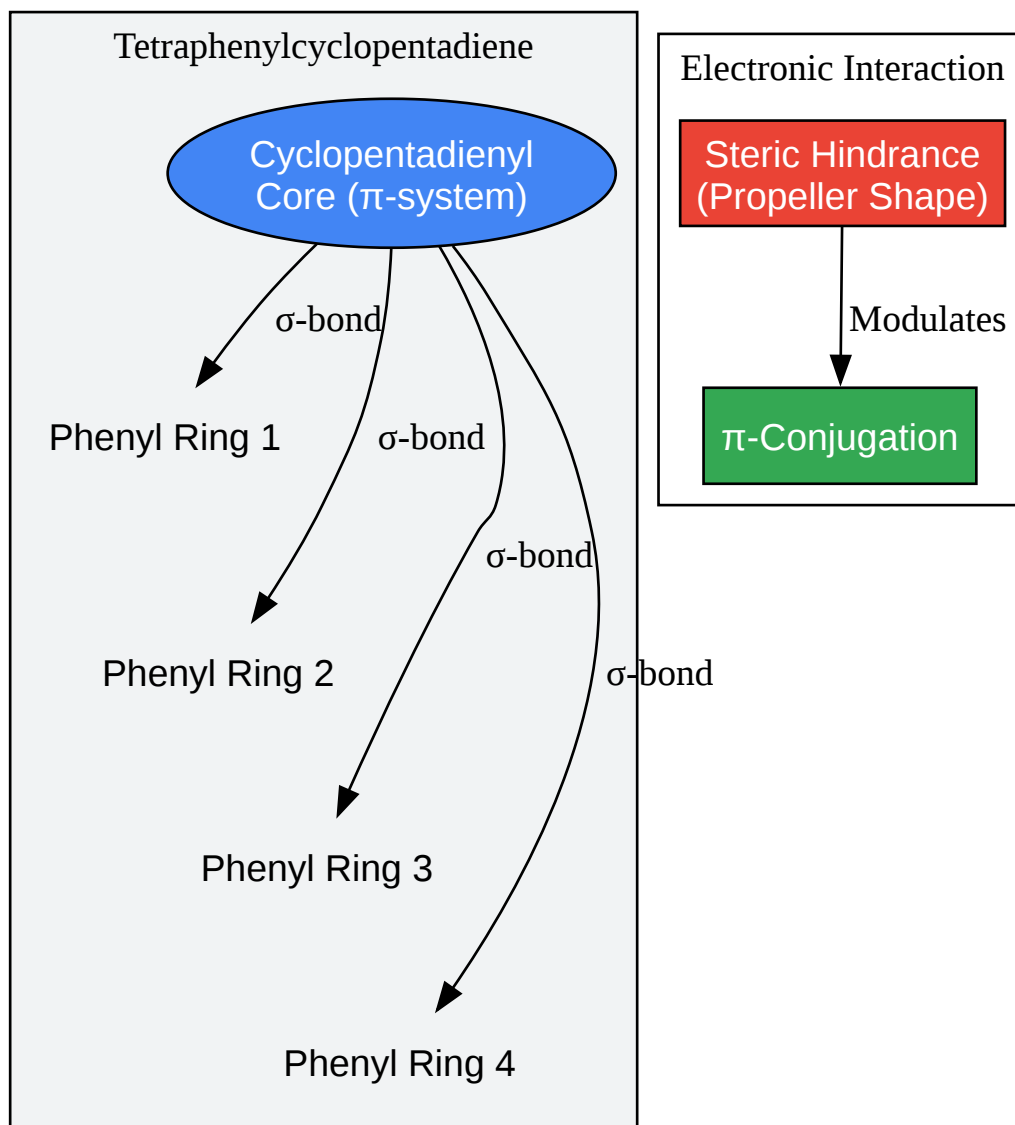 Tetraphenylcyclopentadiene
Cyclopentadienyl
Core (π-system)
σ-bond
Phenyl Ring 1
σ-bond
Phenyl Ring 2
σ-bond
Phenyl Ring 3
σ-bond
Phenyl Ring 4
Electronic Interaction
Steric Hindrance
(Propeller Shape)
Modulates
π-Conjugation